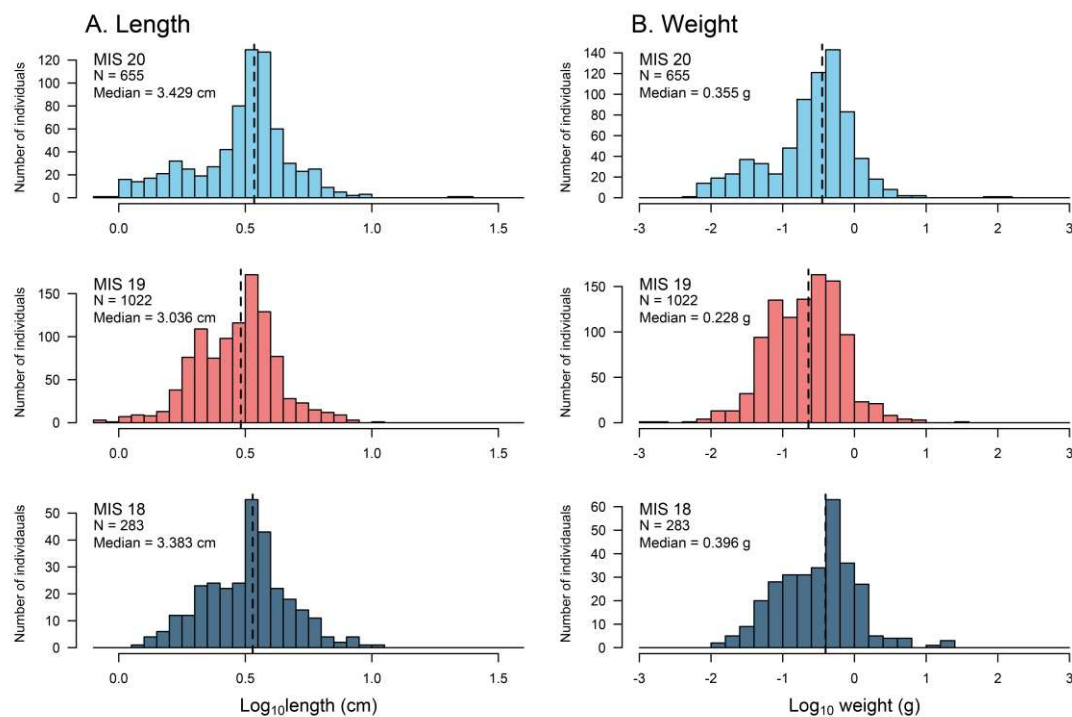 A. Length
B. Weight
MIS 20
N = 655
Median = 3.429 cm
Number of individuals
0
20
40
60
80
100
120
0.0
0.5
1.0
1.5
MIS 20
N = 655
Median = 0.355 g
Number of individuals
0
20
40
60
80
100
120
140
-3
-2
-1
0
1
2
3
MIS 19
N = 1022
Median = 3.036 cm
Number of individuals
0
50
100
150
0.0
0.5
1.0
1.5
MIS 19
N = 1022
Median = 0.228 g
Number of individuals
0
50
100
150
-3
-2
-1
0
1
2
3
MIS 18
N = 283
Median = 3.383 cm
Number of individauals
0
10
20
30
40
50
0.0
0.5
1.0
1.5
Log₁₀length (cm)
MIS 18
N = 283
Median = 0.396 g
Number of individuals
0
10
20
30
40
50
60
-3
-2
-1
0
1
2
3
Log₁₀ weight (g)